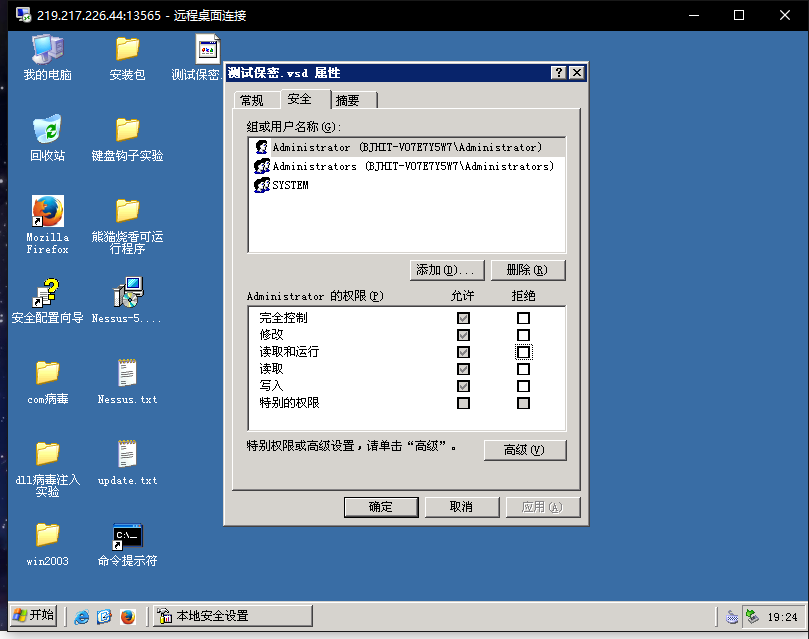 219.217.226.44:13565 - 远程桌面连接
我的电脑
安装包
测试保密.
回收站
键盘钩子实验
Mozilla
Firefox
熊猫烧香可运
行程序
安全配置向导
Nessus-5....
com病毒
Nessus.txt
dll病毒注入
实验
update.txt
win2003
C:\_
命令提示符
测试保密.vsd 属性
常规
安全
摘要
组或用户名称(G):
Administrator (BJHIT-VO7E7Y5W7\Administrator)
Administrators (BJHIT-VO7E7Y5W7\Administrators)
SYSTEM
添加(D)...
删除(R)
Administrator 的权限(P)
允许
拒绝
完全控制
修改
读取和运行
读取
写入
特别的权限
特别权限或高级设置，请单击“高级”。
高级(V)
确定
取消
应用(A)
开始
本地安全设置
19:24